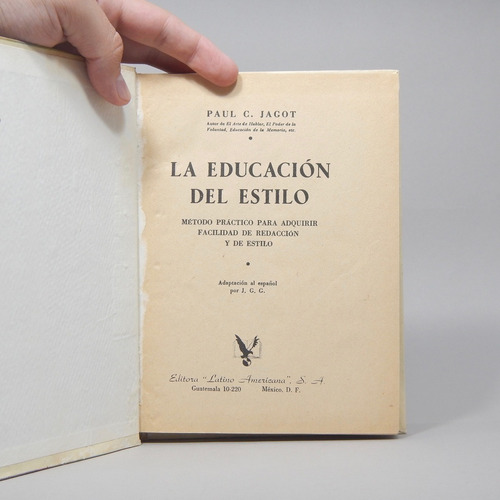 PAUL C. JAGOT
Autor de El Arte de Hablar, El Poder de la
Voluntad, Educación de la Memoria, etc.
LA EDUCACIÓN
DEL ESTILO
MÉTODO PRÁCTICO PARA ADQUIRIR
FACILIDAD DE REDACCIÓN
Y DE ESTILO
Adaptación al español
por J. G. G.
Editora "Latino Americana", S. A.
Guatemala 10-220 México. D. F.